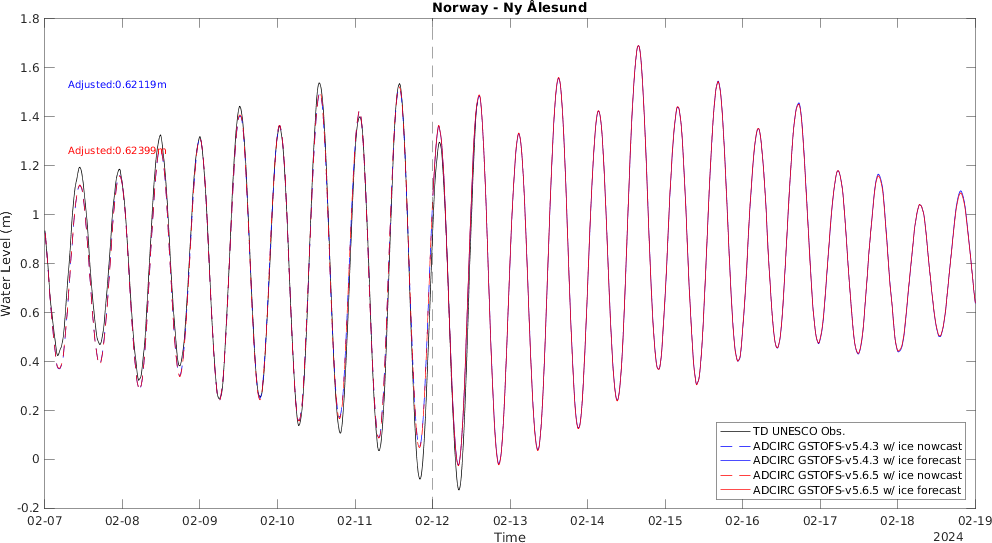 Norway - Ny Ålesund
1.8
1.6
1.4
1.2
1
0.8
0.6
0.4
0.2
0
-0.2
Water Level (m)
Adjusted:0.62119m
Adjusted:0.62399m
TD UNESCO Obs.
ADCIRC GSTOFS-v5.4.3 w/ ice nowcast
ADCIRC GSTOFS-v5.4.3 w/ ice forecast
ADCIRC GSTOFS-v5.6.5 w/ ice nowcast
ADCIRC GSTOFS-v5.6.5 w/ ice forecast
02-07 02-08 02-09 02-10 02-11 02-12 02-13 02-14 02-15 02-16 02-17 02-18 02-19
Time
2024